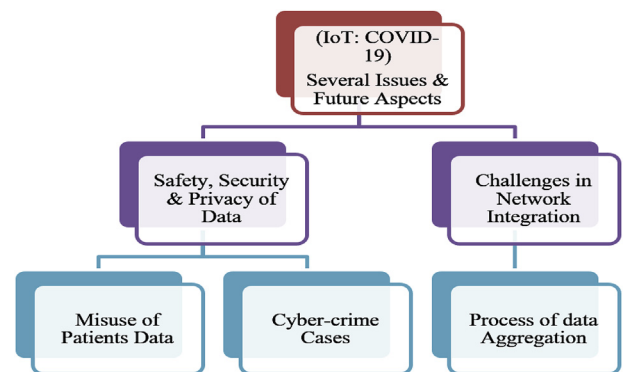 (IoT: COVID-
19)
Several Issues &
Future Aspects
Safety, Security
& Privacy of
Data
Challenges in
Network
Integration
Misuse of
Patients Data
Cyber-crime
Cases
Process of data
Aggregation